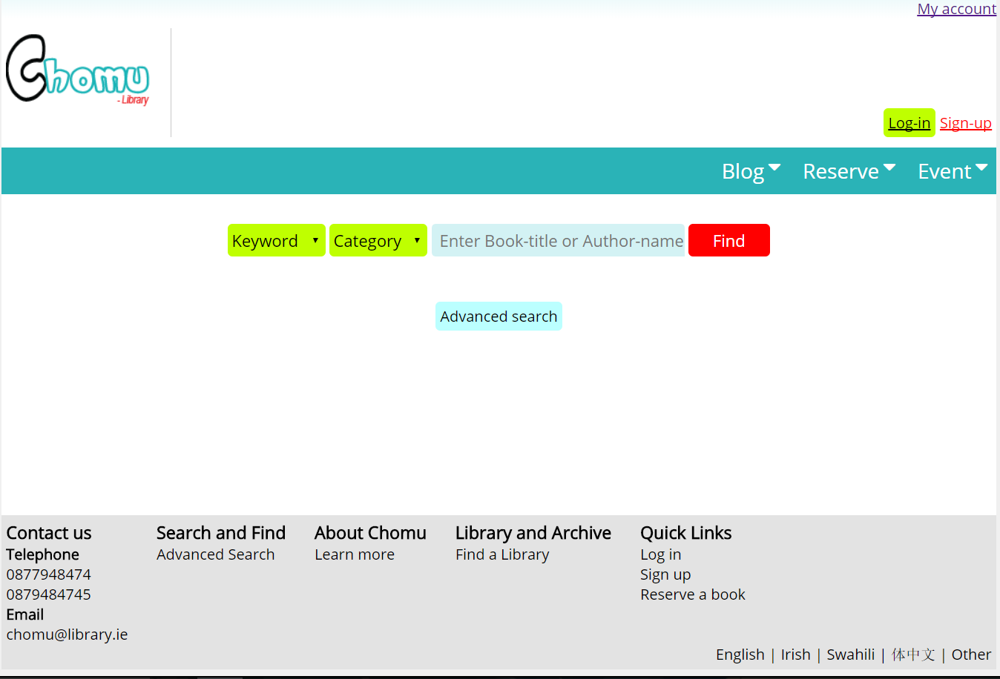 My account
Chomu
- Library
Log-in Sign-up
Blog Reserve Event
Keyword Category Enter Book-title or Author-name Find
Advanced search
Contact us
Telephone
0877948474
0879484745
Email
chomu@library.ie
Search and Find
Advanced Search
About Chomu
Learn more
Library and Archive
Find a Library
Quick Links
Log in
Sign up
Reserve a book
English | Irish | Swahili | 体中文 | Other